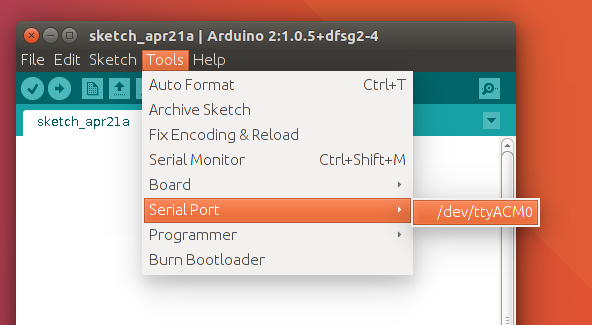 sketch_apr21a | Arduino 2:1.0.5+dfsg2-4
File Edit Sketch Tools Help
sketch_apr21a
Auto Format Ctrl+T
Archive Sketch
Fix Encoding & Reload
Serial Monitor Ctrl+Shift+M
Board
Serial Port
/dev/ttyACM0
Programmer
Burn Bootloader